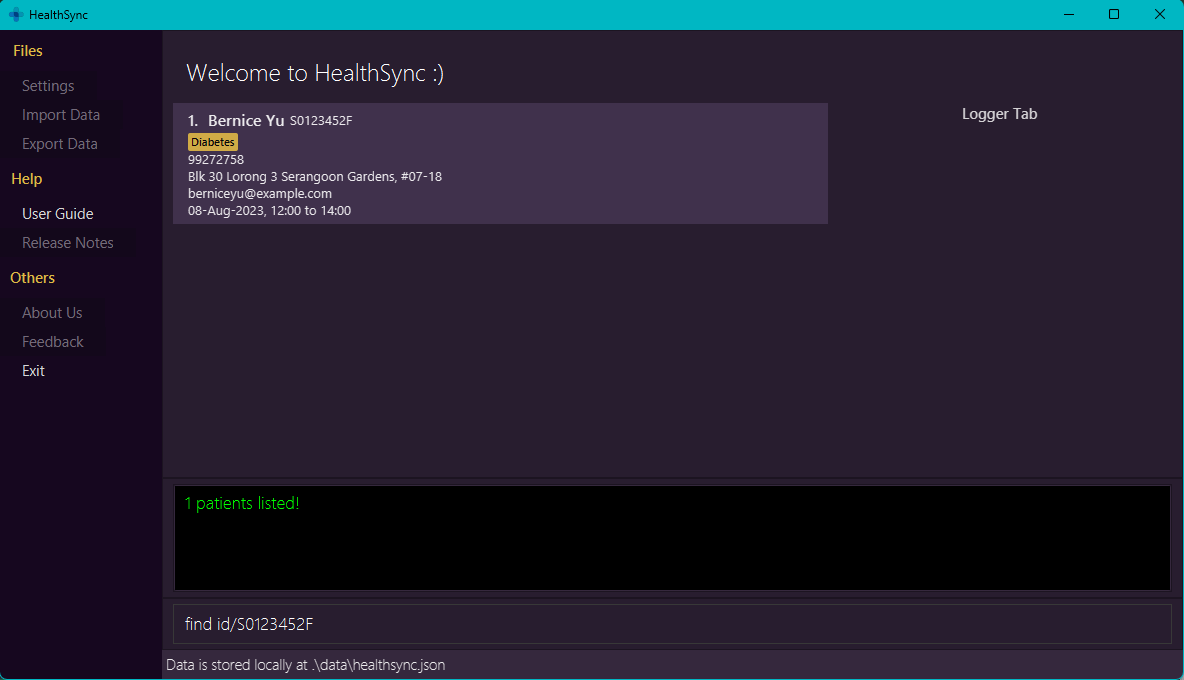 HealthSync
Files
Settings
Import Data
Export Data
Help
User Guide
Release Notes
Others
About Us
Feedback
Exit
Welcome to HealthSync :)
1. Bernice Yu S0123452F
Diabetes
99272758
Blk 30 Lorong 3 Serangoon Gardens, #07-18
berniceyu@example.com
08-Aug-2023, 12:00 to 14:00
Logger Tab
1 patients listed!
find id/S0123452F
Data is stored locally at .\data\healthsync.json